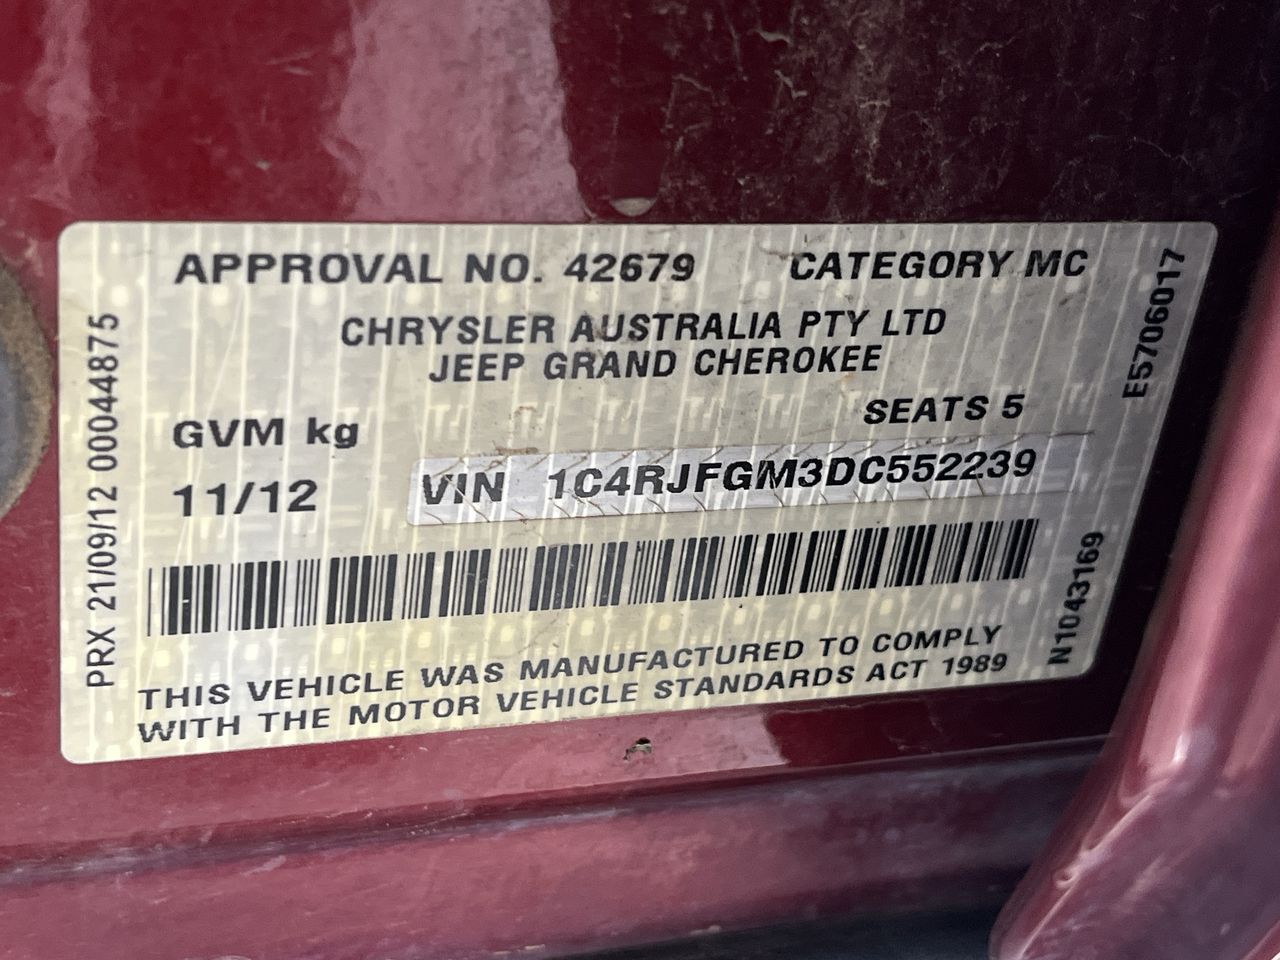 APPROVAL NO. 42679 CATEGORY MC
CHRYSLER AUSTRALIA PTY LTD
JEEP GRAND CHEROKEE
SEATS 5
GVM kg
11/12
VIN 1C4RJFGM3DC552239
THIS VEHICLE WAS MANUFACTURED TO COMPLY
WITH THE MOTOR VEHICLE STANDARDS ACT 1989
PRX 21/09/12 00044875
E5706017
N1043169